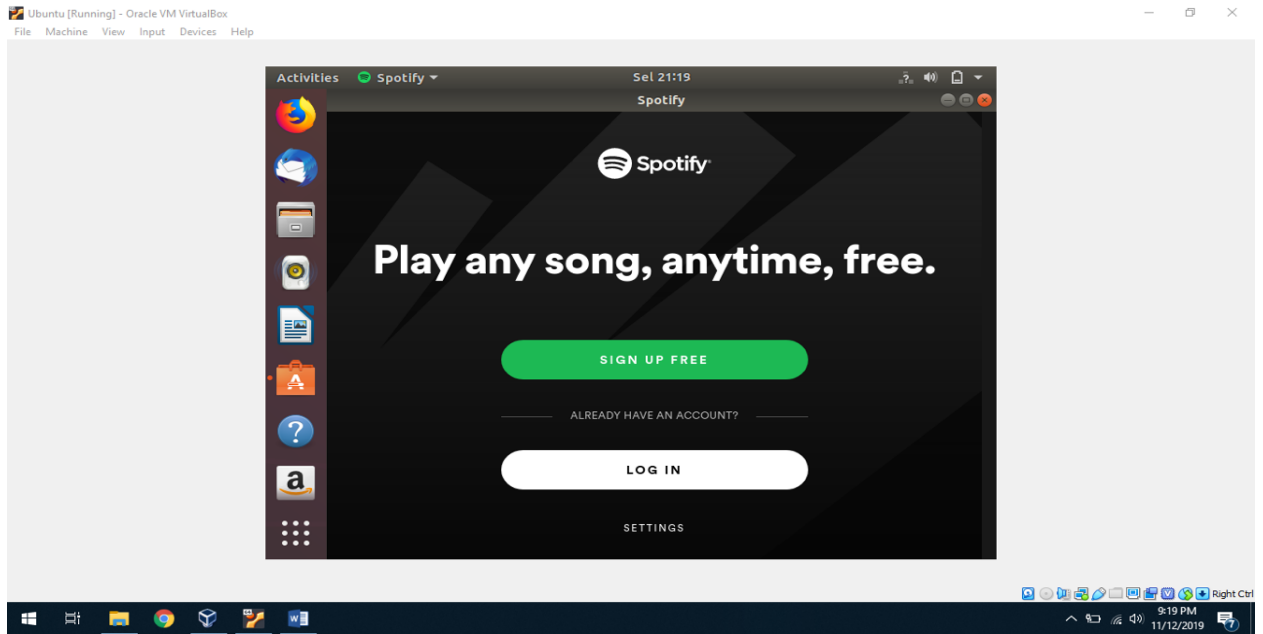 Ubuntu [Running] - Oracle VM VirtualBox
File Machine View Input Devices Help
Activities Spotify Sel 21:19
Spotify
Spotify
Play any song, anytime, free.
SIGN UP FREE
ALREADY HAVE AN ACCOUNT?
LOG IN
SETTINGS
Right Ctrl
9:19 PM
11/12/2019